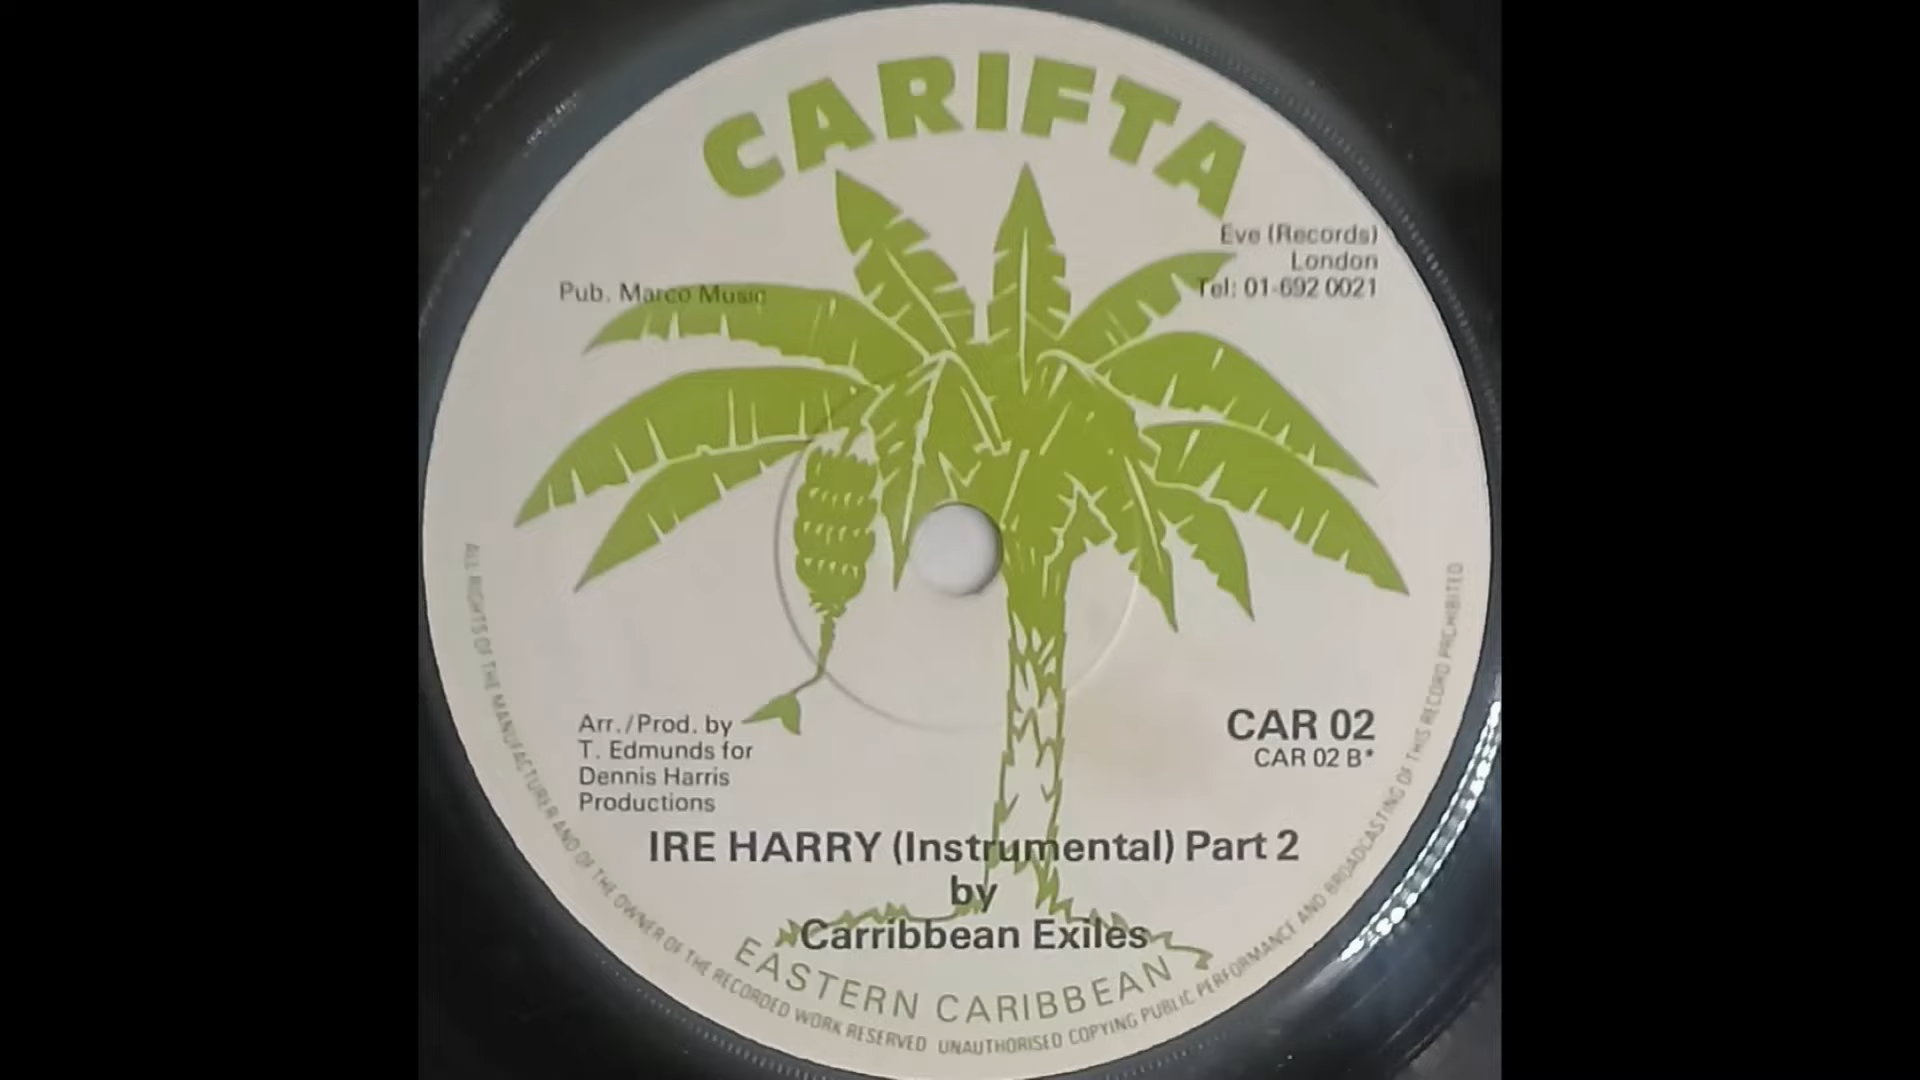 CARIFTA
Eve (Records)
London
Tel: 01-692 0021
Pub. Marco Music
Arr./Prod. by
T. Edmunds for
Dennis Harris
Productions
CAR 02
CAR 02 B*
IRE HARRY (Instrumental) Part 2
by
Carribbean Exiles
EASTERN CARIBBEAN
ALL RIGHTS OF THE MANUFACTURER AND OF THE OWNER OF THE RECORDED WORK RESERVED UNAUTHORISED COPYING PUBLIC PERFORMANCE AND BROADCASTING OF THIS RECORD PROHIBITED